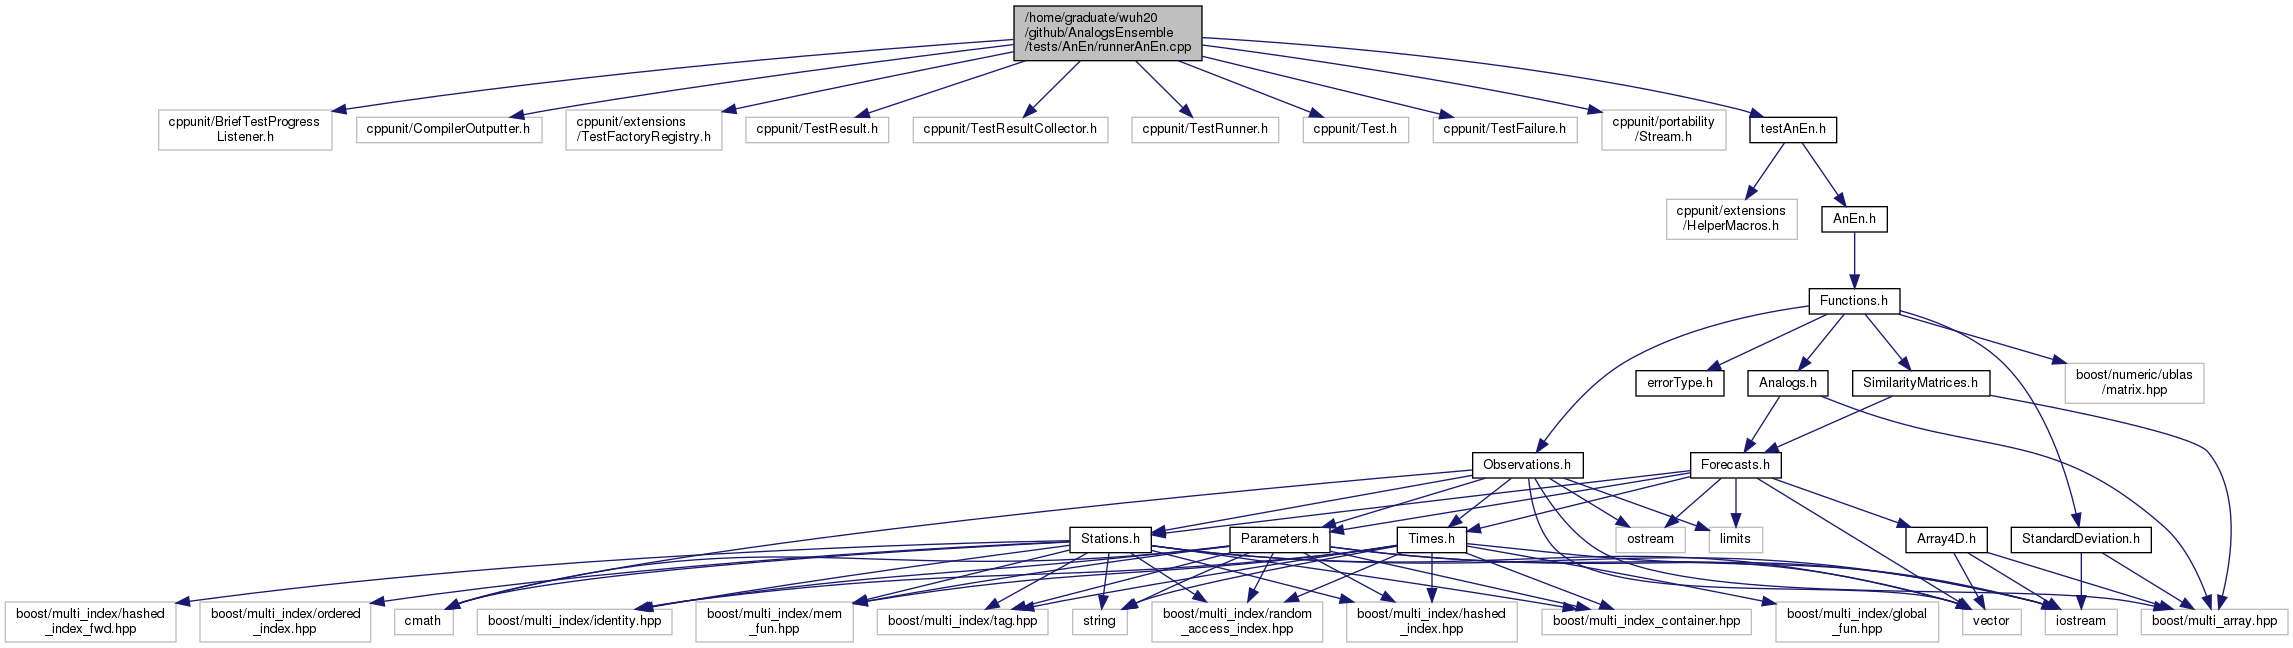 /home/graduate/wuh20
/github/AnalogsEnsemble
/tests/AnEn/runnerAnEn.cpp
cppunit/BriefTestProgress
Listener.h
cppunit/CompilerOutputter.h
cppunit/extensions
/TestFactoryRegistry.h
cppunit/TestResult.h
cppunit/TestResultCollector.h
cppunit/TestRunner.h
cppunit/Test.h
cppunit/TestFailure.h
cppunit/portability
/Stream.h
testAnEn.h
cppunit/extensions
/HelperMacros.h
AnEn.h
Functions.h
errorType.h
Analogs.h
SimilarityMatrices.h
boost/numeric/ublas
/matrix.hpp
Observations.h
Forecasts.h
Stations.h
Parameters.h
Times.h
ostream
limits
Array4D.h
StandardDeviation.h
boost/multi_index/hashed
_index_fwd.hpp
boost/multi_index/ordered
_index.hpp
cmath
boost/multi_index/identity.hpp
boost/multi_index/mem
_fun.hpp
boost/multi_index/tag.hpp
string
boost/multi_index/random
_access_index.hpp
boost/multi_index/hashed
_index.hpp
boost/multi_index_container.hpp
boost/multi_index/global
_fun.hpp
vector
iostream
boost/multi_array.hpp